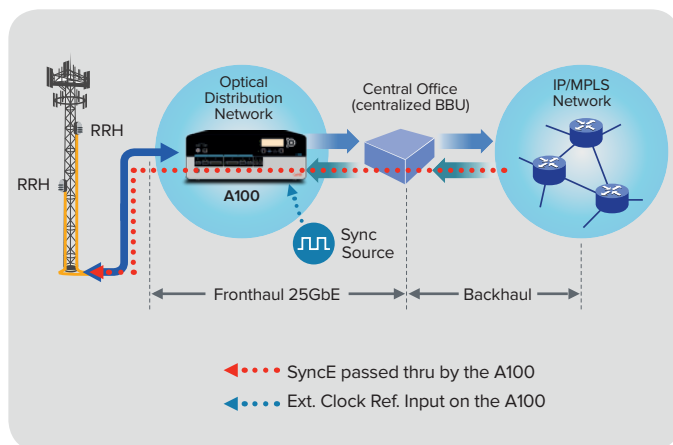 Optical
Distribution
Network
Central Office
(centralized BBU)
IP/MPLS
Network
RRH
RRH
A100
Sync
Source
Fronthaul 25GbE
Backhaul
SyncE passed thru by the A100
Ext. Clock Ref. Input on the A100